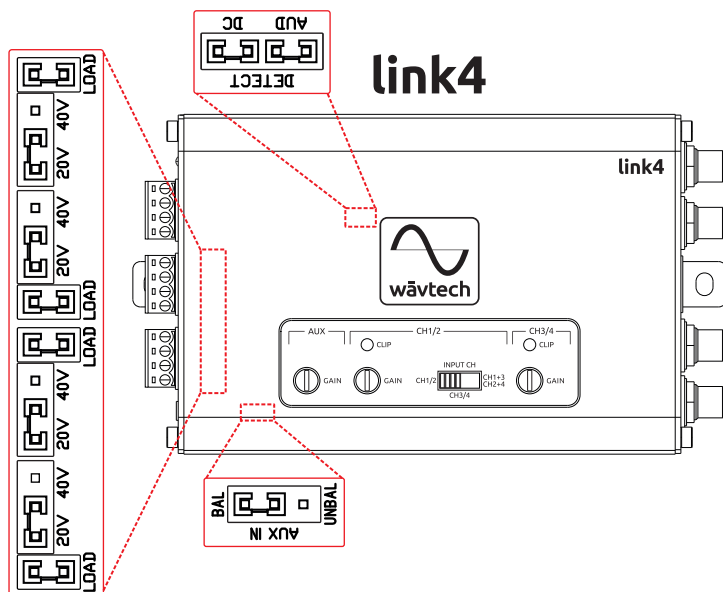 DC AUD
DETECT
link4
LOAD
40V
20V
40V
20V
LOAD
LOAD
40V
20V
40V
20V
LOAD
link4
wāvtech
AUX
CH1/2
CH3/4
CLIP
CLIP
INPUT CH
GAIN
GAIN
CH1/2
CH1+3
CH2+4
CH3/4
GAIN
BAL
UNBAL
AUX IN